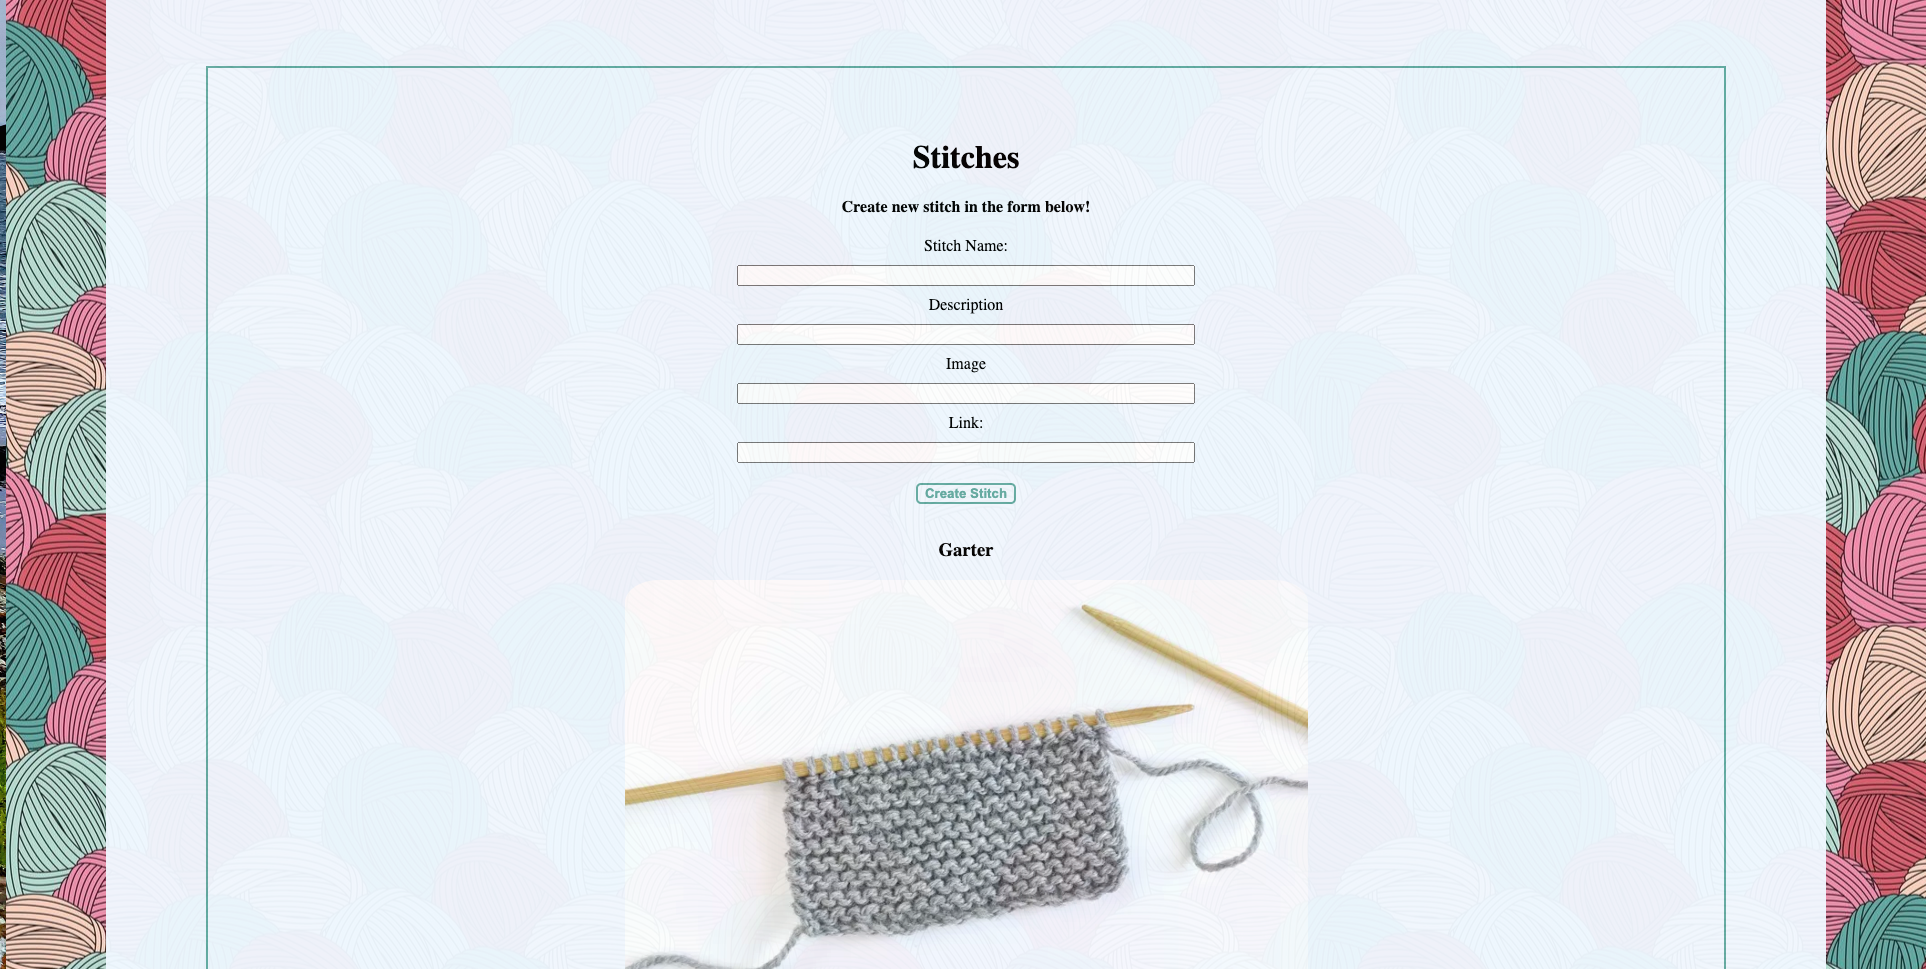 Stitches
Create new stitch in the form below!
Stitch Name:
Description
Image
Link:
Create Stitch
Garter